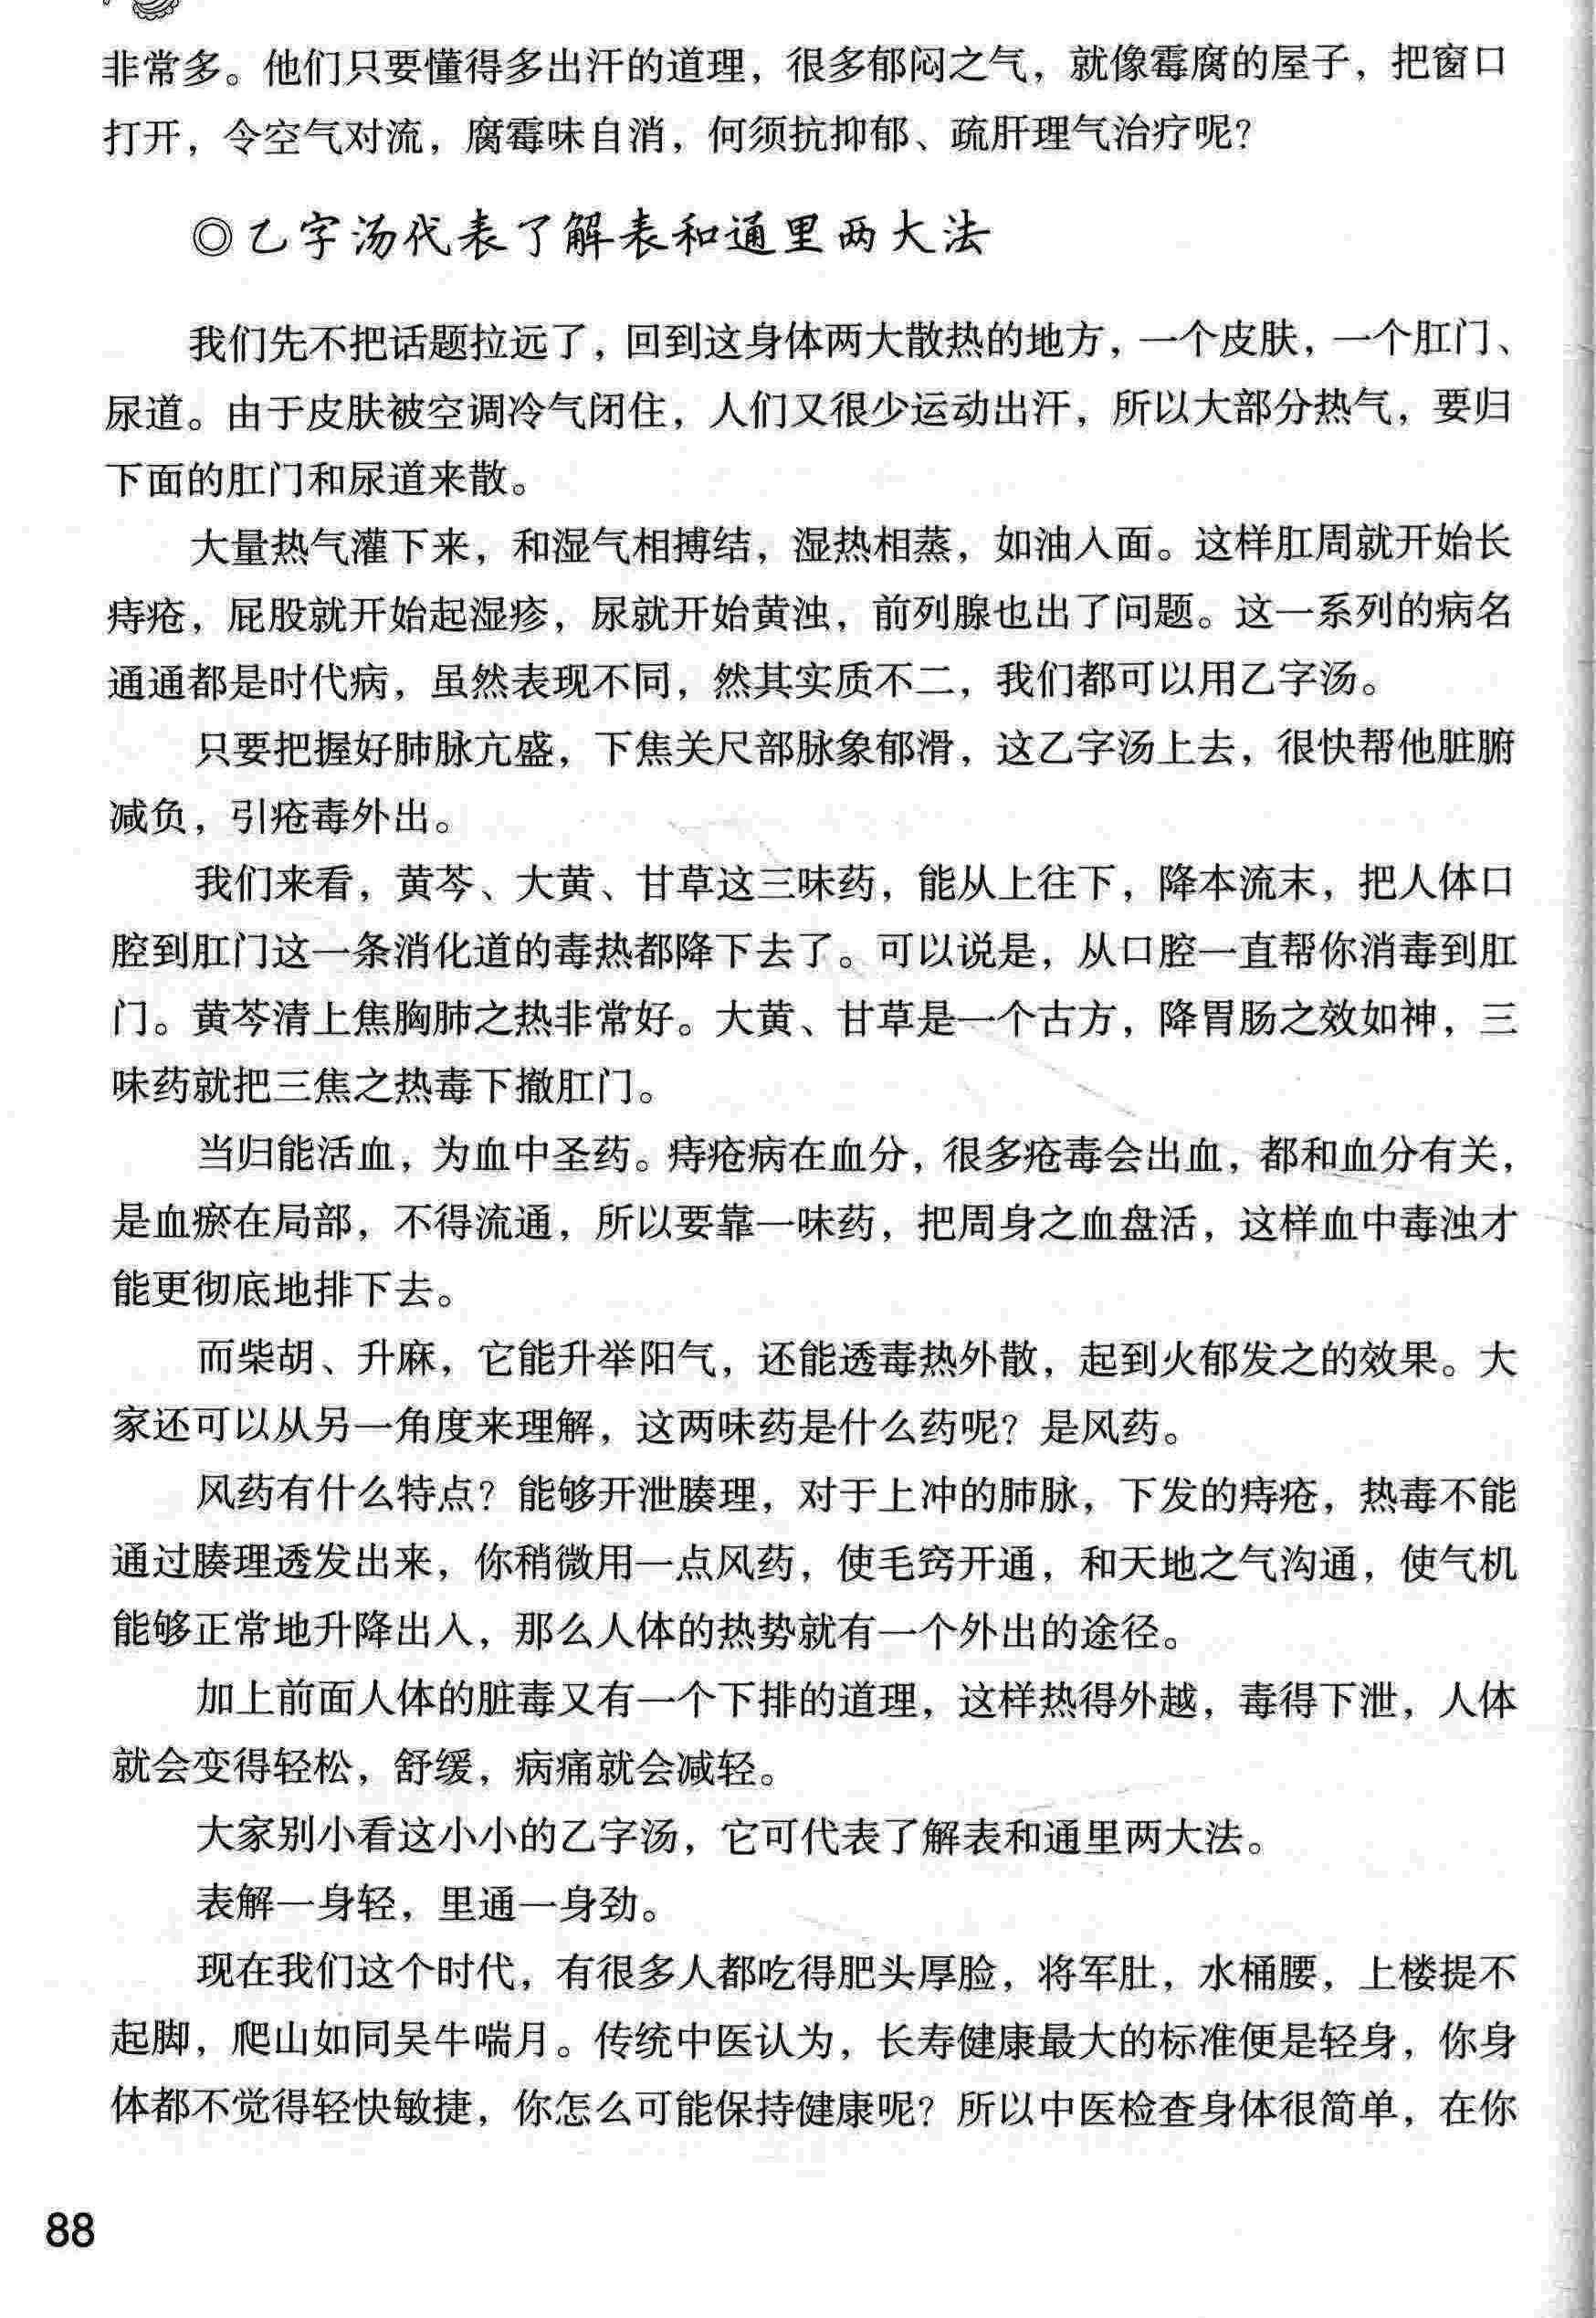 非常多。他们只要懂得多出汗的道理，很多郁闷之气，就像霉腐的屋子，把窗口
打开，令空气对流，腐霉味自消，何须抗抑郁、疏肝理气治疗呢？
◎乙字汤代表了解表和通里两大法
我们先不把话题拉远了，回到这身体两大散热的地方，一个皮肤，一个肛门、
尿道。由于皮肤被空调冷气闭住，人们又很少运动出汗，所以大部分热气，要归
下面的肛门和尿道来散。
大量热气灌下来，和湿气相搏结，湿热相蒸，如油入面。这样肛周就开始长
痔疮，屁股就开始起湿疹，尿就开始黄浊，前列腺也出了问题。这一系列的病名
通通都是时代病，虽然表现不同，然其实质不二，我们都可以用乙字汤。
只要把握好肺脉亢盛，下焦关尺部脉象郁滑，这乙字汤上去，很快帮他脏腑
减负，引疮毒外出。
我们来看，黄芩、大黄、甘草这三味药，能从上往下，降本流末，把人体口
腔到肛门这一条消化道的毒热都降下去了。可以说是，从口腔一直帮你消毒到肛
门。黄芩清上焦胸肺之热非常好。大黄、甘草是一个古方，降胃肠之效如神，三
味药就把三焦之热毒下撤肛门。
当归能活血，为血中圣药。痔疮病在血分，很多疮毒会出血，都和血分有关，
是血瘀在局部，不得流通，所以要靠一味药，把周身之血盘活，这样血中毒浊才
能更彻底地排下去。
而柴胡、升麻，它能升举阳气，还能透毒热外散，起到火郁发之的效果。大
家还可以从另一角度来理解，这两味药是什么药呢？是风药。
风药有什么特点？能够开泄腠理，对于上冲的肺脉，下发的痔疮，热毒不能
通过腠理透发出来，你稍微用一点风药，使毛窍开通，和天地之气沟通，使气机
能够正常地升降出入，那么人体的热势就有一个外出的途径。
加上前面人体的脏毒又有一个下排的道理，这样热得外越，毒得下泄，人体
就会变得轻松，舒缓，病痛就会减轻。
大家别小看这小小的乙字汤，它可代表了解表和通里两大法。
表解一身轻，里通一身劲。
现在我们这个时代，有很多人都吃得肥头厚脸，将军肚，水桶腰，上楼提不
起脚，爬山如同吴牛喘月。传统中医认为，长寿健康最大的标准便是轻身，你身
体都不觉得轻快敏捷，你怎么可能保持健康呢？所以中医检查身体很简单，在你
88